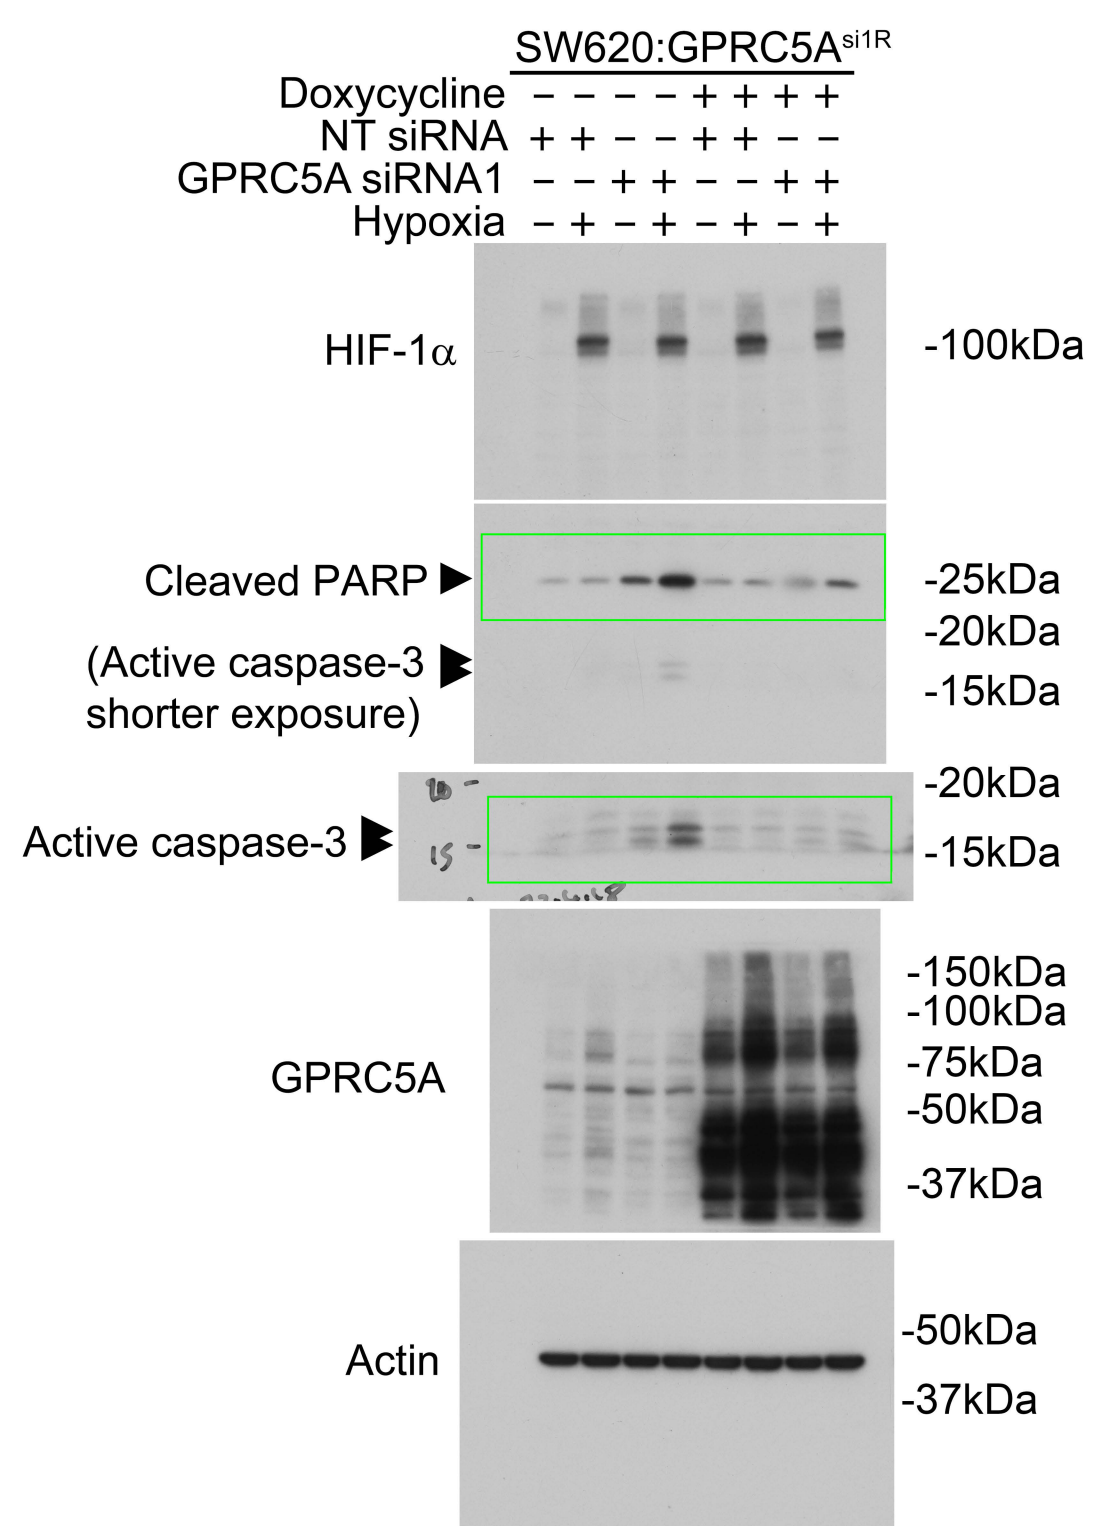 SW620:GPRC5Asi1R
Doxycycline − − − − + + + +
NT siRNA + + − − + + − −
GPRC5A siRNA1 − − + + − − + +
Hypoxia − + − + − + − +
HIF-1α
-100kDa
Cleaved PARP
-25kDa
-20kDa
(Active caspase-3
shorter exposure)
-15kDa
20 -
-20kDa
Active caspase-3
15 -
-15kDa
-150kDa
-100kDa
GPRC5A
-75kDa
-50kDa
-37kDa
-50kDa
Actin
-37kDa